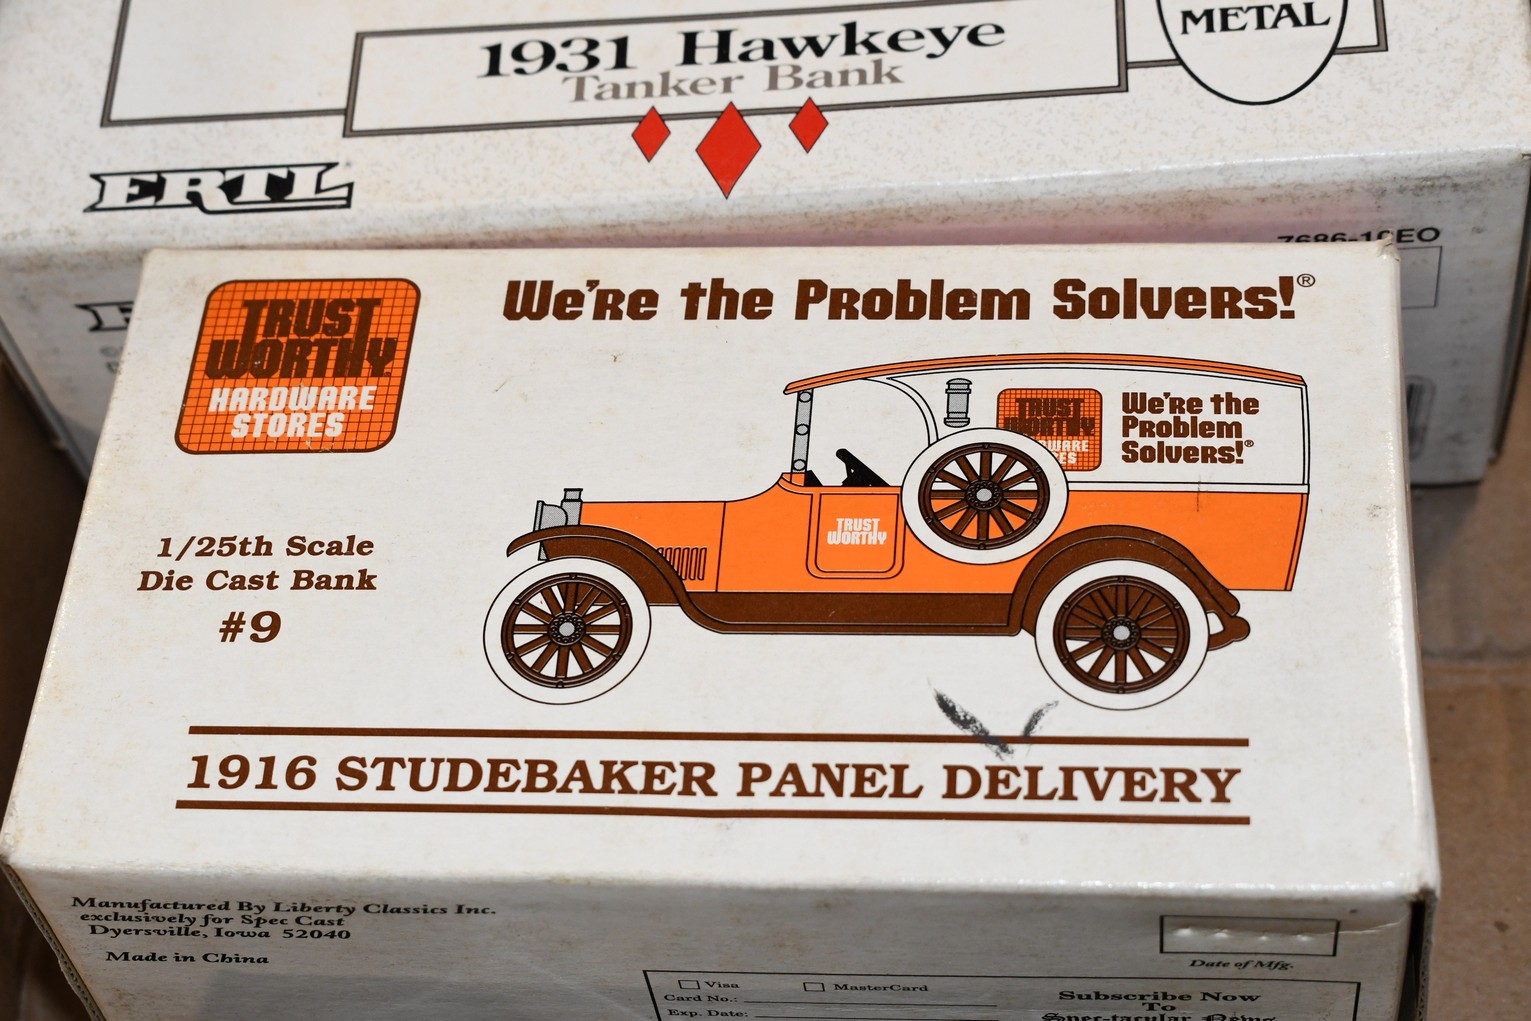 1931 Hawkeye
Tanker Bank
METAL
ERTL
TRUST
WORTHY
HARDWARE
STORES
We're the Problem Solvers!®
TRUST
WORTHY
We're the
Problem
Solvers!®
TRUST
WORTHY
1/25th Scale
Die Cast Bank
#9
1916 STUDEBAKER PANEL DELIVERY
Manufactured By Liberty Classics Inc.
exclusively for Spec Cast
Dyersville, Iowa 52040
Made in China
Date of Mfg.
Visa
MasterCard
Card No.:
Exp. Date:
Subscribe Now
To